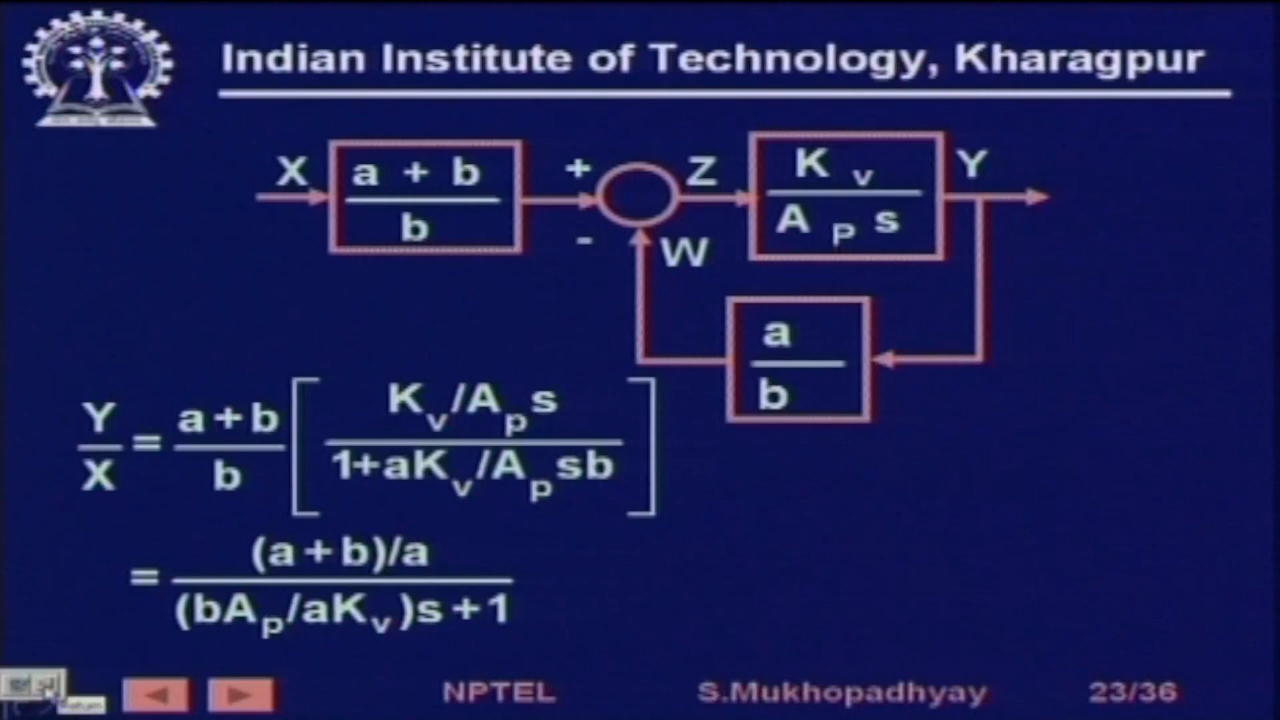 Indian Institute of Technology, Kharagpur
X
a + b
b
+
-
Z
W
K v
A P s
Y
a
b
Y/X = a+b/b [ Kv/Aps / 1+aKv/Apsb ]
= (a+b)/a / (bAp/aKv)s+1
NPTEL S.Mukhopadhyay 23/36